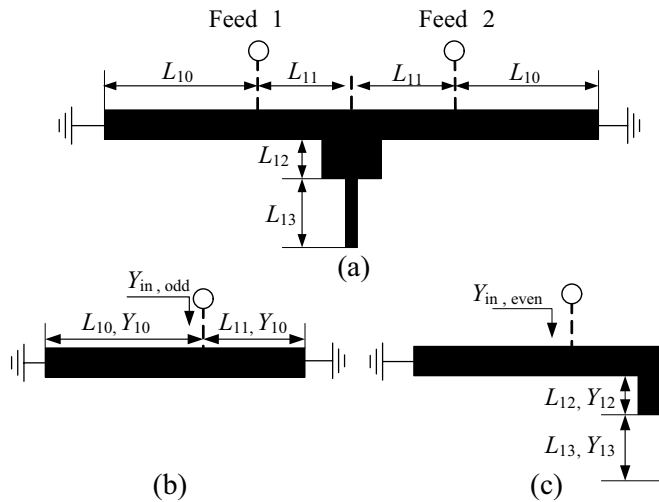 Feed 1 Feed 2
L10 L11 L11 L10
L12
L13
(a)
Yin , odd Yin , even
L10, Y10 L11, Y10
L12, Y12
L13, Y13
(b) (c)